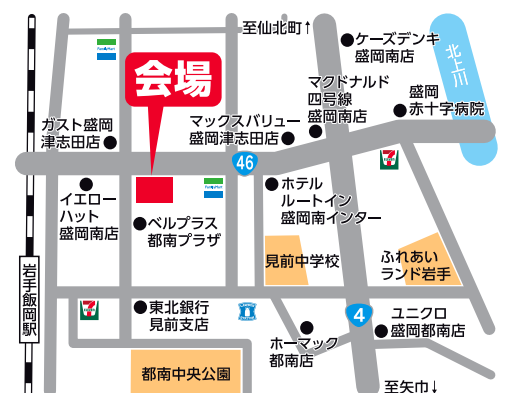 至仙北町↑
北上川
ケーズデンキ
盛岡南店
FamilyMart
会場
マクドナルド
四号線
盛岡南店
盛岡
赤十字病院
ガスト盛岡
津志田店
マックスバリュー
盛岡津志田店
46
イエロー
ハット
盛岡南店
FamilyMart
ホテル
ルートイン
盛岡南インター
ベルプラス
都南プラザ
見前中学校
ふれあい
ランド岩手
岩手飯岡駅
東北銀行
見前支店
4
ユニクロ
盛岡都南店
ホーマック
都南店
都南中央公園
至矢巾↓